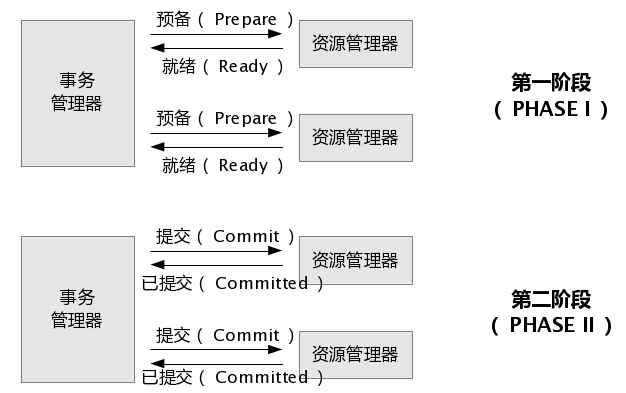 预备（ Prepare ）
资源管理器
就绪（ Ready ）
事务
管理器
第一阶段
（ PHASE I ）
预备（ Prepare ）
资源管理器
就绪（ Ready ）
提交（ Commit ）
资源管理器
已提交（ Committed ）
事务
管理器
第二阶段
（ PHASE II ）
提交（ Commit ）
资源管理器
已提交（ Committed ）